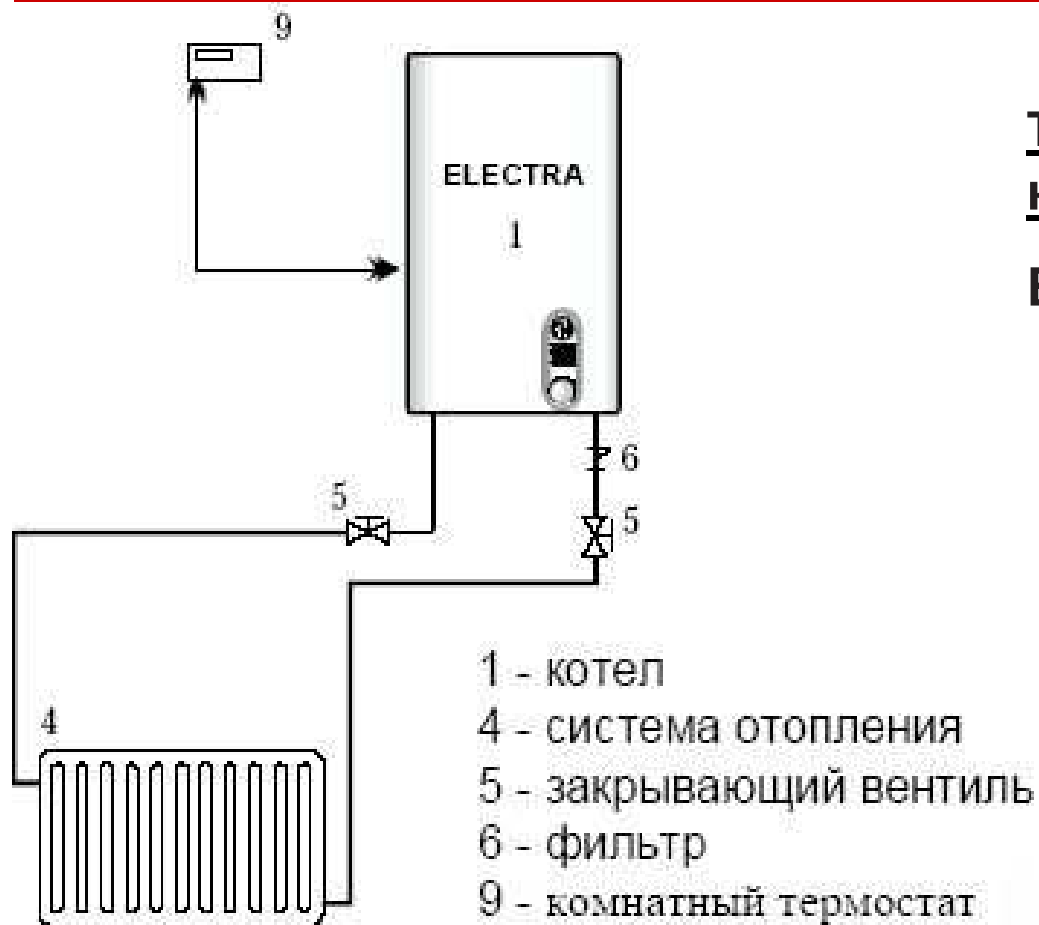 9
ELECTRA
1
6
5
5
4
1 - котел
4 - система отопления
5 - закрывающий вентиль
6 - фильтр
9 - комнатный термостат